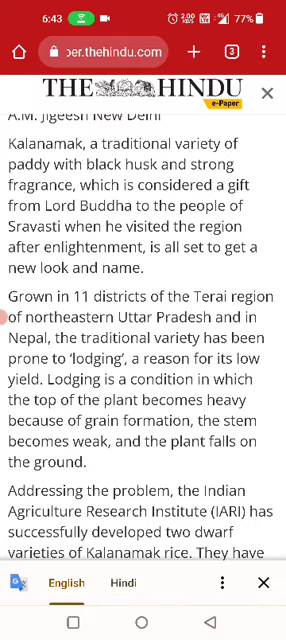 6:43
2.00
KB/S
4G
77%
per.thehindu.com
3
THE HINDU
e-Paper
A.M. Jigeesh New Delhi
Kalanamak, a traditional variety of
paddy with black husk and strong
fragrance, which is considered a gift
from Lord Buddha to the people of
Sravasti when he visited the region
after enlightenment, is all set to get a
new look and name.
Grown in 11 districts of the Terai region
of northeastern Uttar Pradesh and in
Nepal, the traditional variety has been
prone to ‘lodging’, a reason for its low
yield. Lodging is a condition in which
the top of the plant becomes heavy
because of grain formation, the stem
becomes weak, and the plant falls on
the ground.
Addressing the problem, the Indian
Agriculture Research Institute (IARI) has
successfully developed two dwarf
varieties of Kalanamak rice. They have
English Hindi